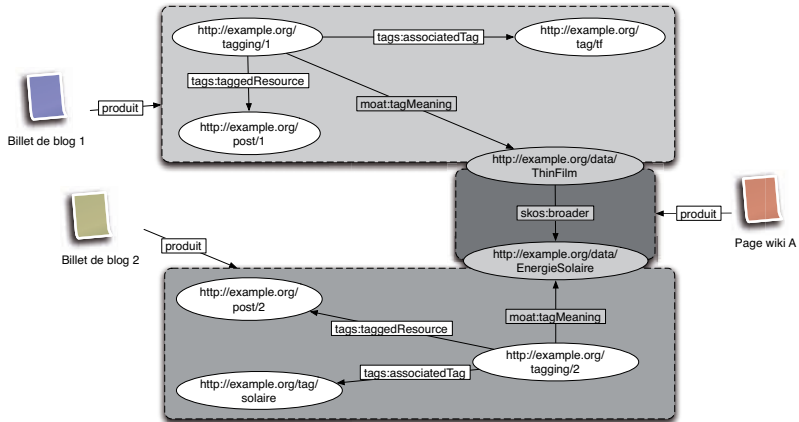 http://example.org/
tagging/1
tags:associatedTag
http://example.org/
tag/tf
tags:taggedResource
moat:tagMeaning
produit
Billet de blog 1
http://example.org/
post/1
http://example.org/data/
ThinFilm
skos:broader
produit
Page wiki A
Billet de blog 2
produit
http://example.org/data/
EnergieSolaire
http://example.org/
post/2
moat:tagMeaning
tags:taggedResource
http://example.org/
tagging/2
tags:associatedTag
http://example.org/tag/
solaire